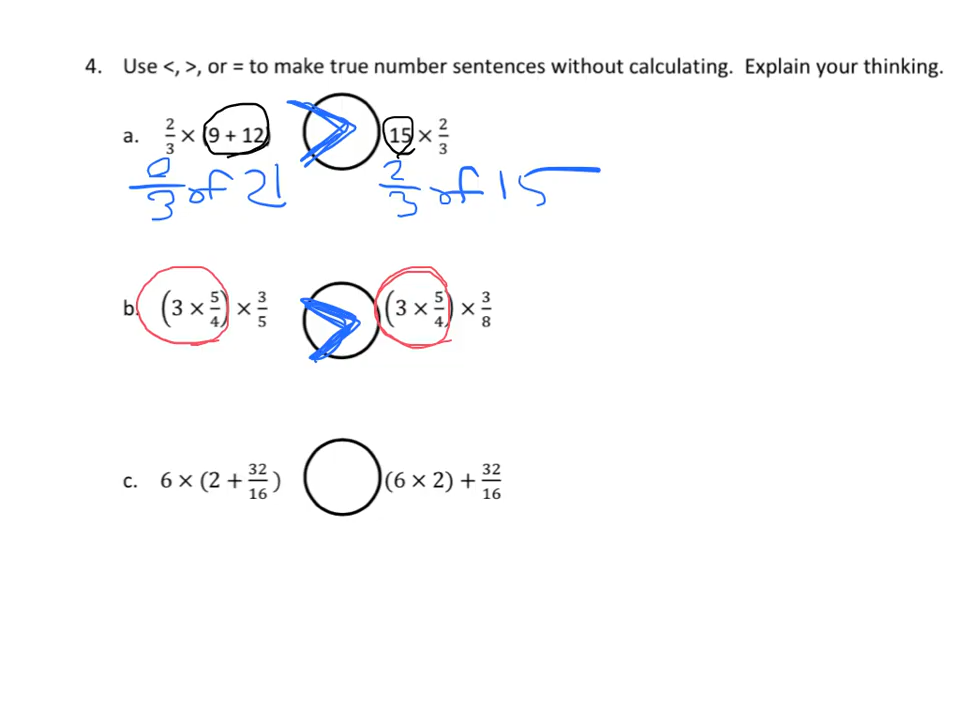 4. Use <, >, or = to make true number sentences without calculating. Explain your thinking.
a. 2/3 × (9 + 12) > 15 × 2/3
2/3 of 21 2/3 of 15
b. (3 × 5/4) × 3/5 > (3 × 5/4) × 3/8
c. 6 × (2 + 32/16) (6 × 2) + 32/16